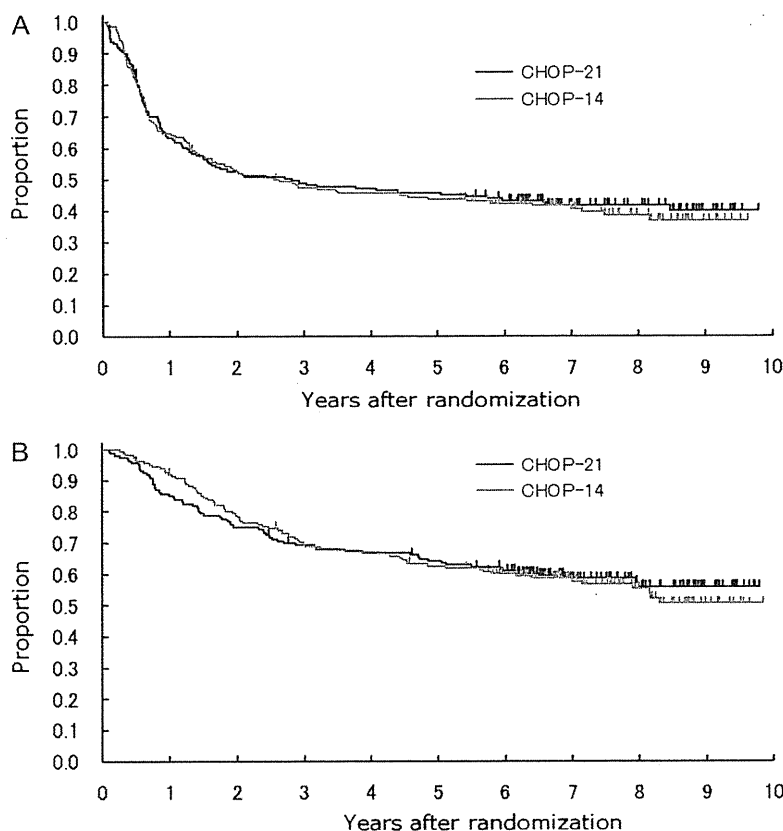 A
1.0
0.9
0.8
0.7
0.6
0.5
0.4
0.3
0.2
0.1
0.0
Proportion
CHOP-21
CHOP-14
0 1 2 3 4 5 6 7 8 9 10
Years after randomization
B
1.0
0.9
0.8
0.7
0.6
0.5
0.4
0.3
0.2
0.1
0.0
Proportion
CHOP-21
CHOP-14
0 1 2 3 4 5 6 7 8 9 10
Years after randomization